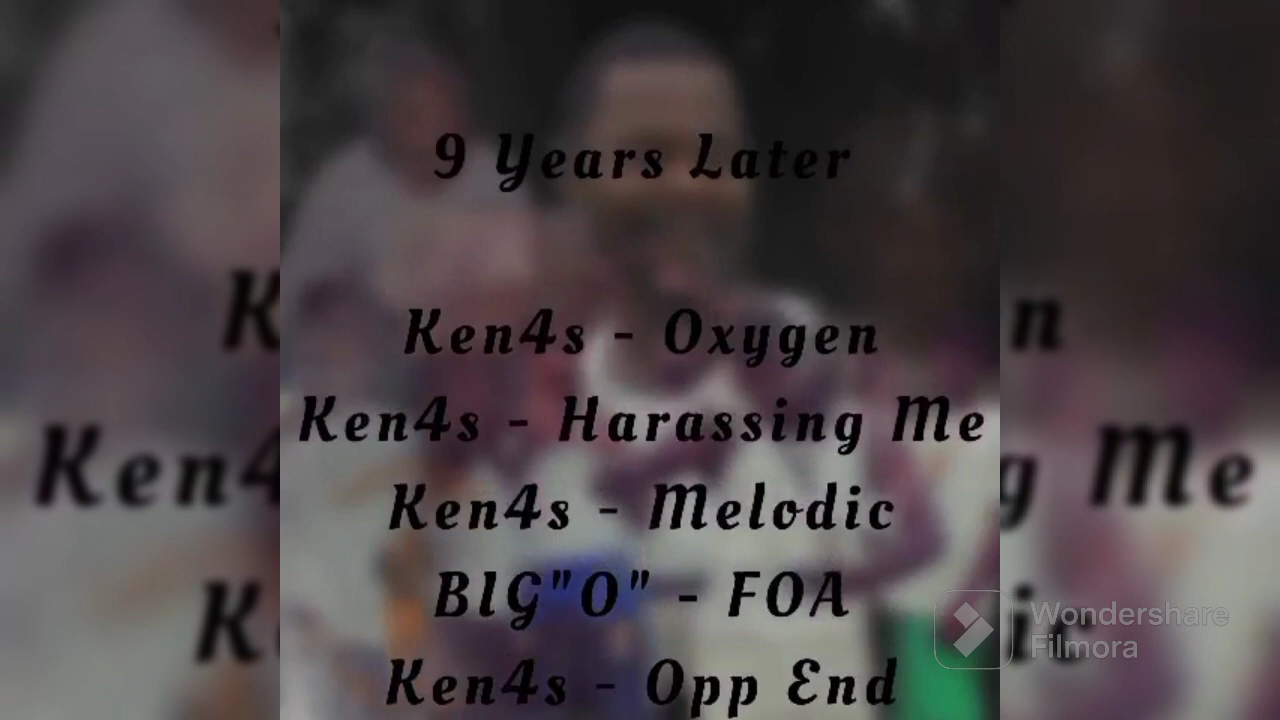 9 Years Later
Ken4s - Oxygen
Ken4s - Harassing Me
Ken4s - Melodic
BIG"O" - FOA
Ken4s - Opp End
Wondershare
Filmora